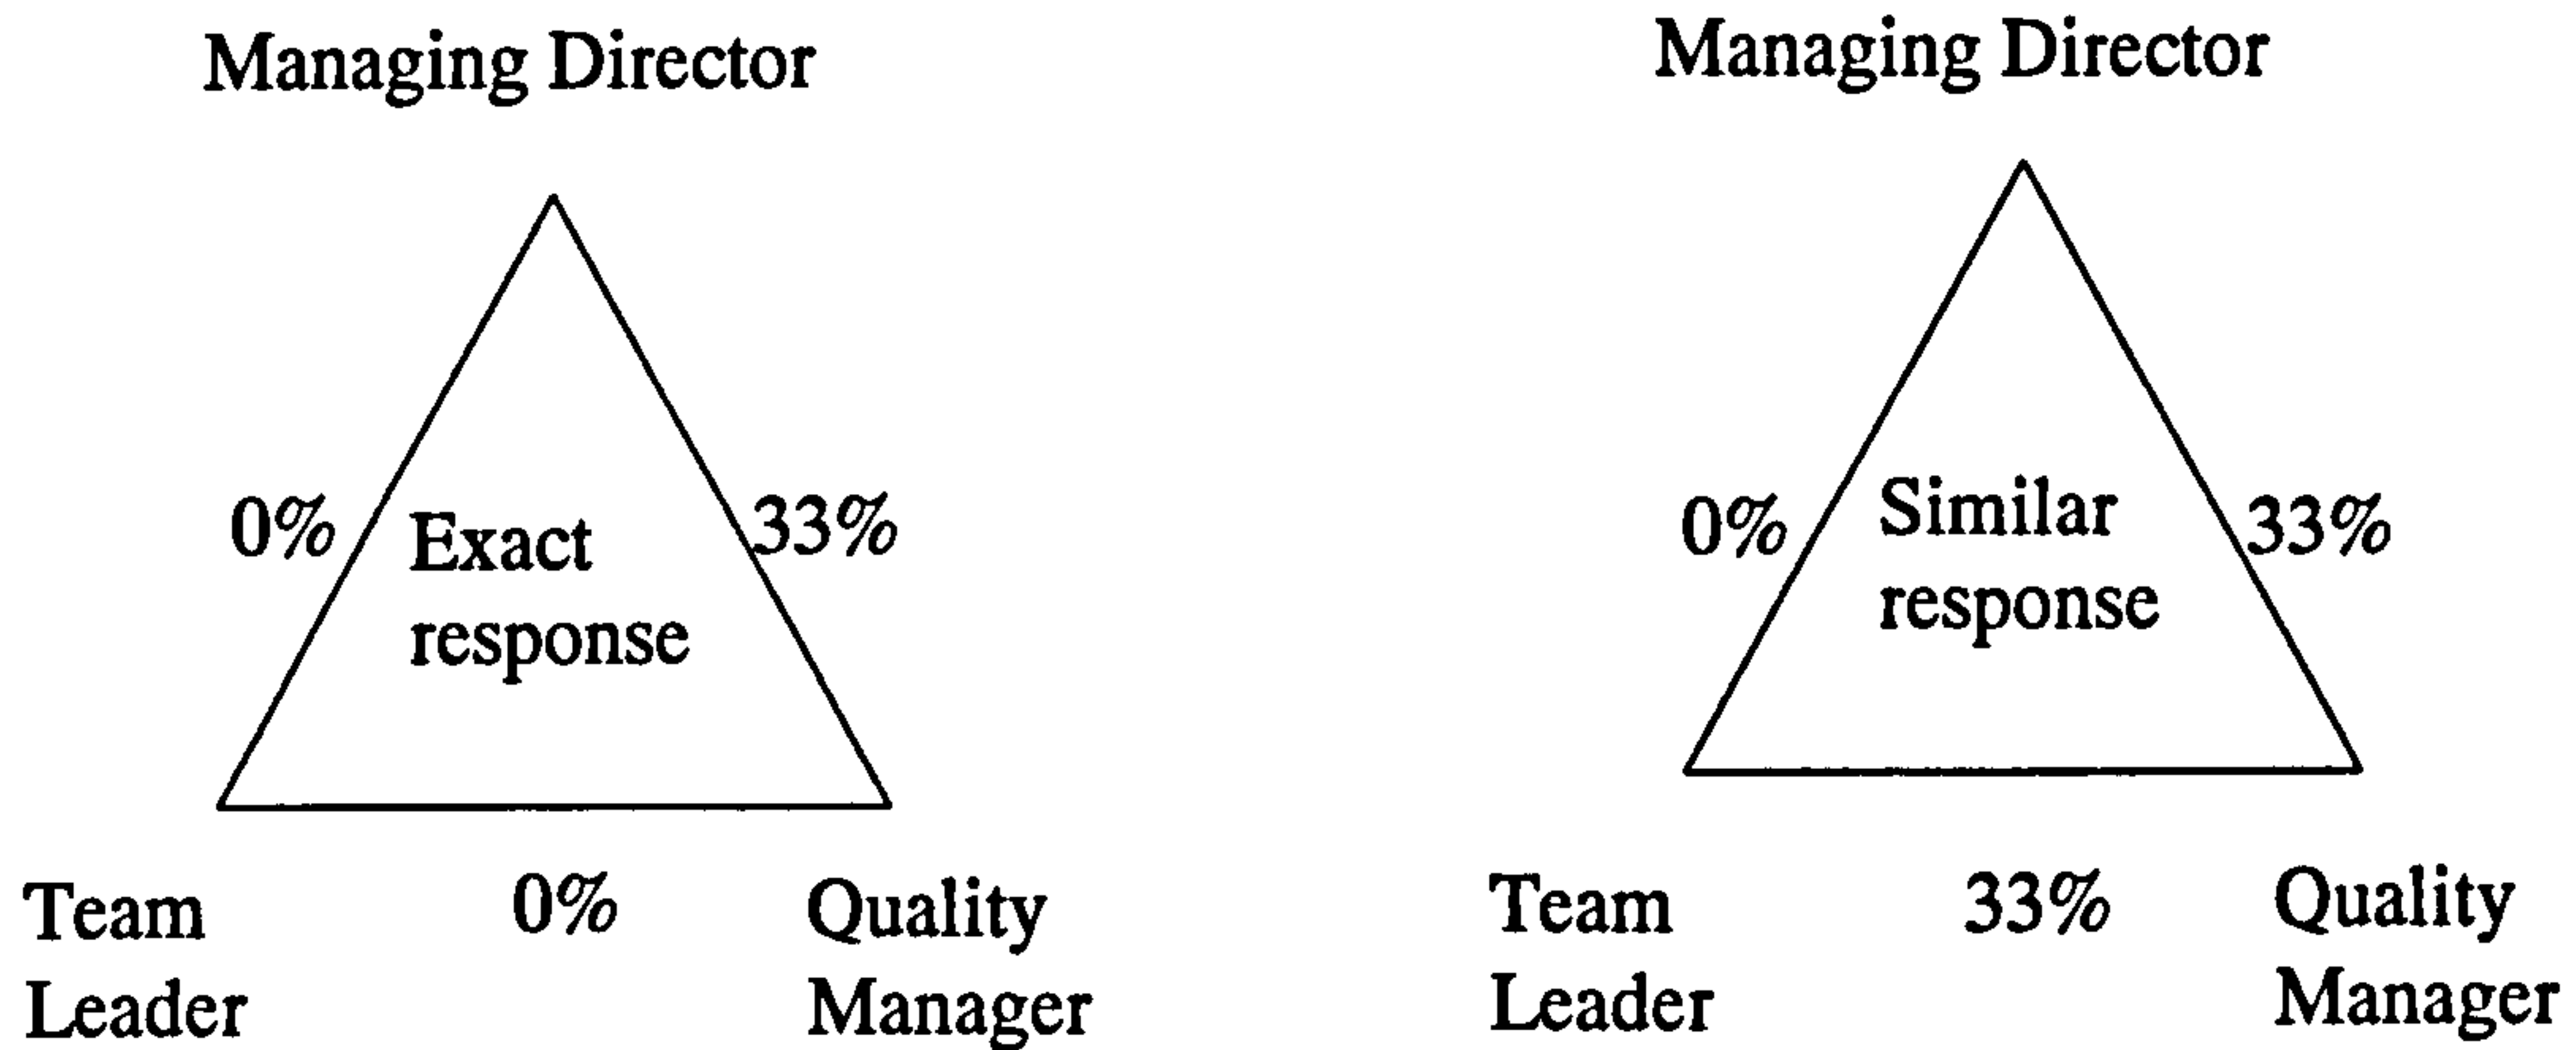 Managing Director
0%
Exact
response
33%
Team
Leader
0%
Quality
Manager
Managing Director
0%
Similar
response
33%
Team
Leader
33%
Quality
Manager